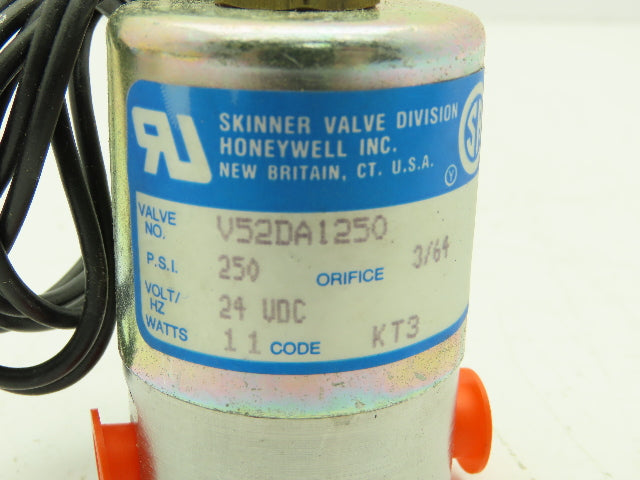 SKINNER VALVE DIVISION
HONEYWELL INC.
NEW BRITAIN, CT. U.S.A.
VALVE NO. V52DA1250
P.S.I. 250 ORIFICE 3/64
VOLT/HZ 24 VDC
WATTS 11 CODE KT3